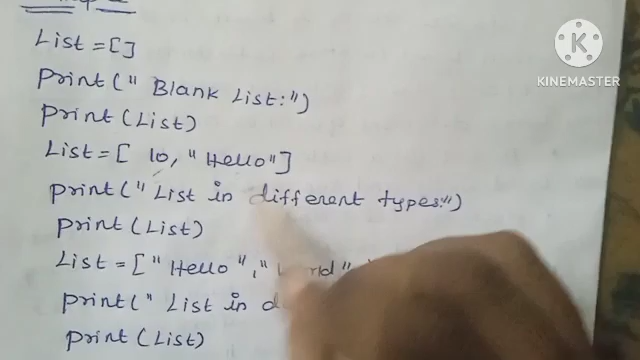 List = []
print(" Blank List:")
print (List)
List = [ 10, "Hello"]
print(" List in different types:")
print (List)
List = [ "Hello", "World"
print(" List in
print (List)
KINEMASTER